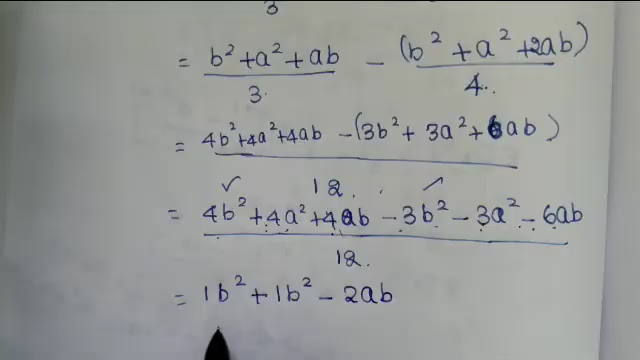 3
= b² + a² + ab / 3 - (b² + a² + 2ab) / 4
= 4b² + 4a² + 4ab - (3b² + 3a² + 6ab) / 12
= 4b² + 4a² + 4ab - 3b² - 3a² - 6ab / 12
= 1b² + 1b² - 2ab